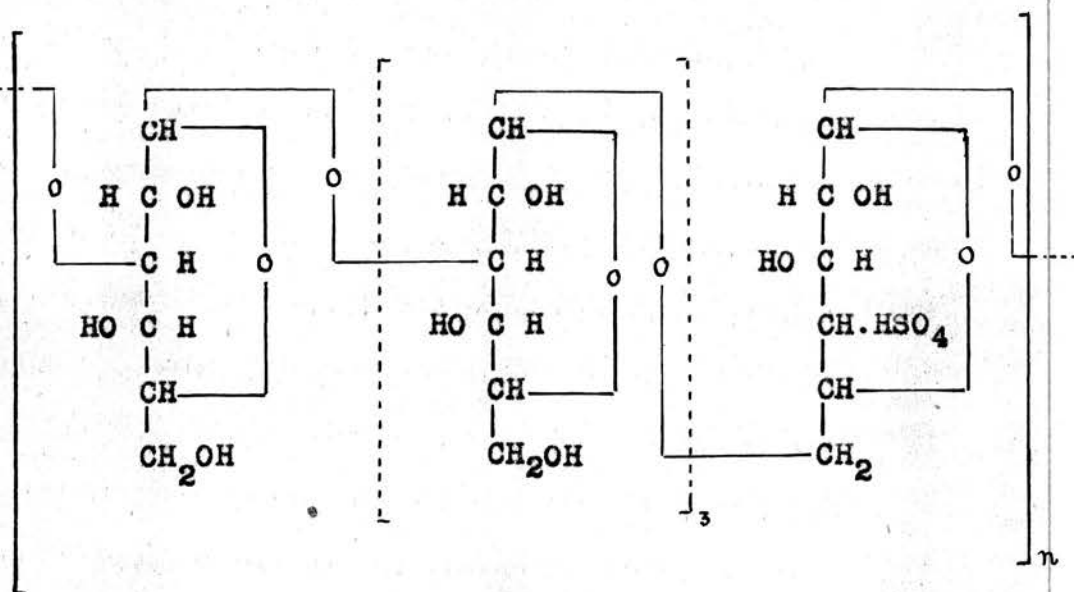 CH CH CH
O H C OH O H C OH H C OH O
C H O C H O O HO C H O
HO C H HO C H CH.HSO4
CH CH CH
CH2OH CH2OH CH2
3
n